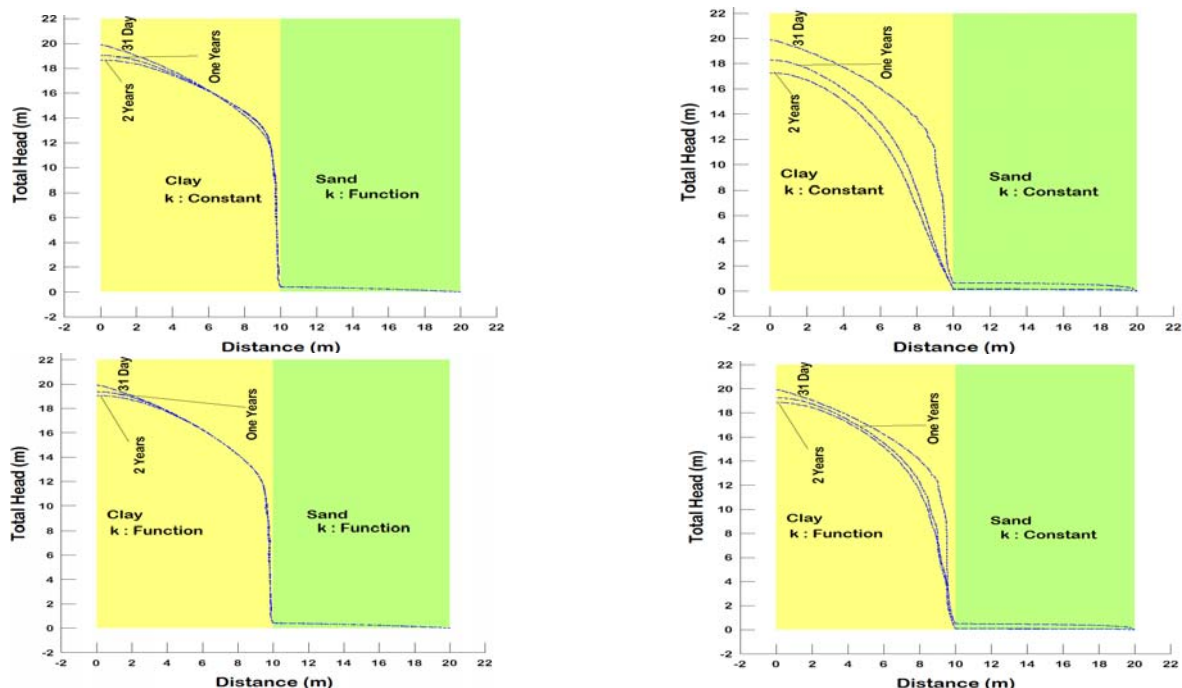 22
20
18
16
14
12
10
8
6
4
2
0
-2
Total Head (m)
31 Day
One Years
2 Years
Clay
k : Constant
Sand
k : Function
-2 0 2 4 6 8 10 12 14 16 18 20 22
Distance (m)
22
20
18
16
14
12
10
8
6
4
2
0
-2
Total Head (m)
31 Day
One Years
2 Years
Clay
k : Constant
Sand
k : Constant
-2 0 2 4 6 8 10 12 14 16 18 20 22
Distance (m)
22
20
18
16
14
12
10
8
6
4
2
0
-2
Total Head (m)
31 Day
One Years
2 Years
Clay
k : Function
Sand
k : Function
-2 0 2 4 6 8 10 12 14 16 18 20 22
Distance (m)
22
20
18
16
14
12
10
8
6
4
2
0
-2
Total Head (m)
31 Day
One Years
2 Years
Clay
k : Function
Sand
k : Constant
-2 0 2 4 6 8 10 12 14 16 18 20 22
Distance (m)